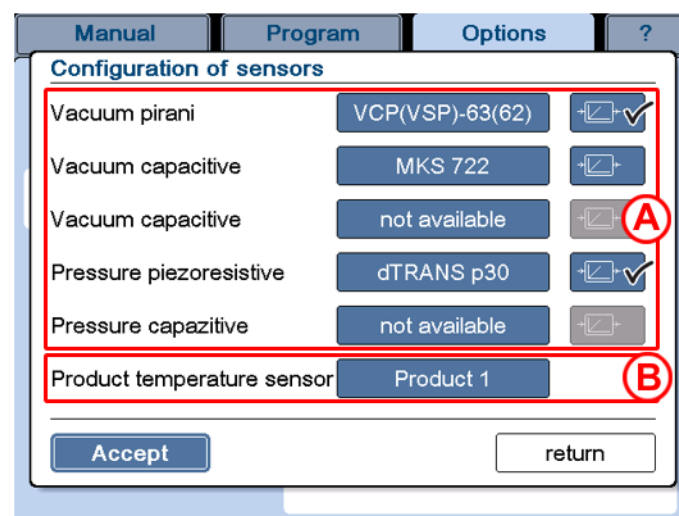 Manual Program Options ?
Configuration of sensors
Vacuum pirani VCP(VSP)-63(62)
Vacuum capacitive MKS 722
Vacuum capacitive not available A
Pressure piezoresistive dTRANS p30
Pressure capazitive not available
Product temperature sensor Product 1 B
Accept return